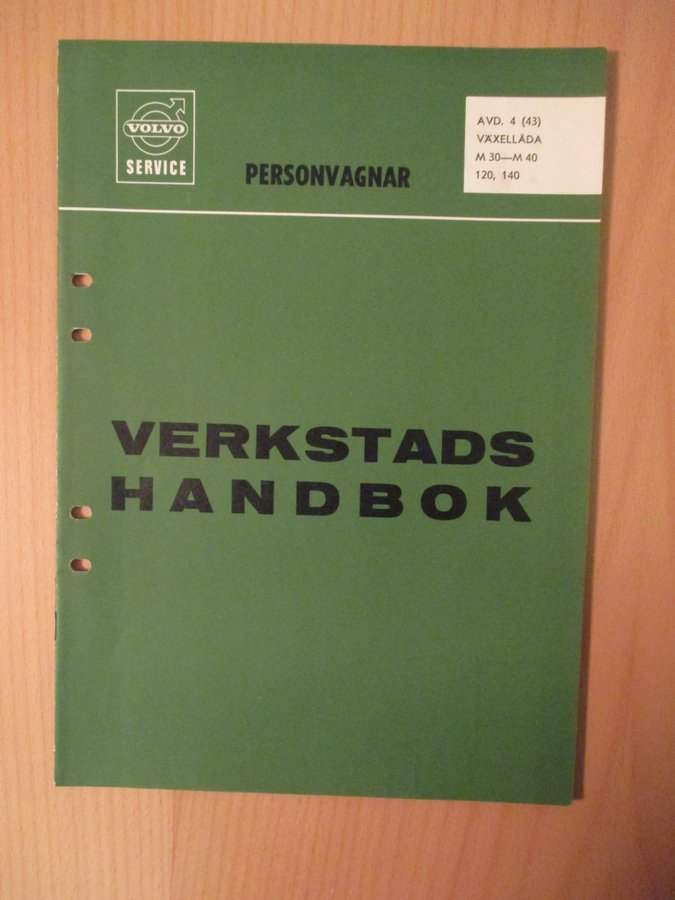 VOLVO
SERVICE
PERSONVAGNAR
AVD. 4 (43)
VÄXELLÅDA
M 30—M 40
120, 140
VERKSTADS
HANDBOK